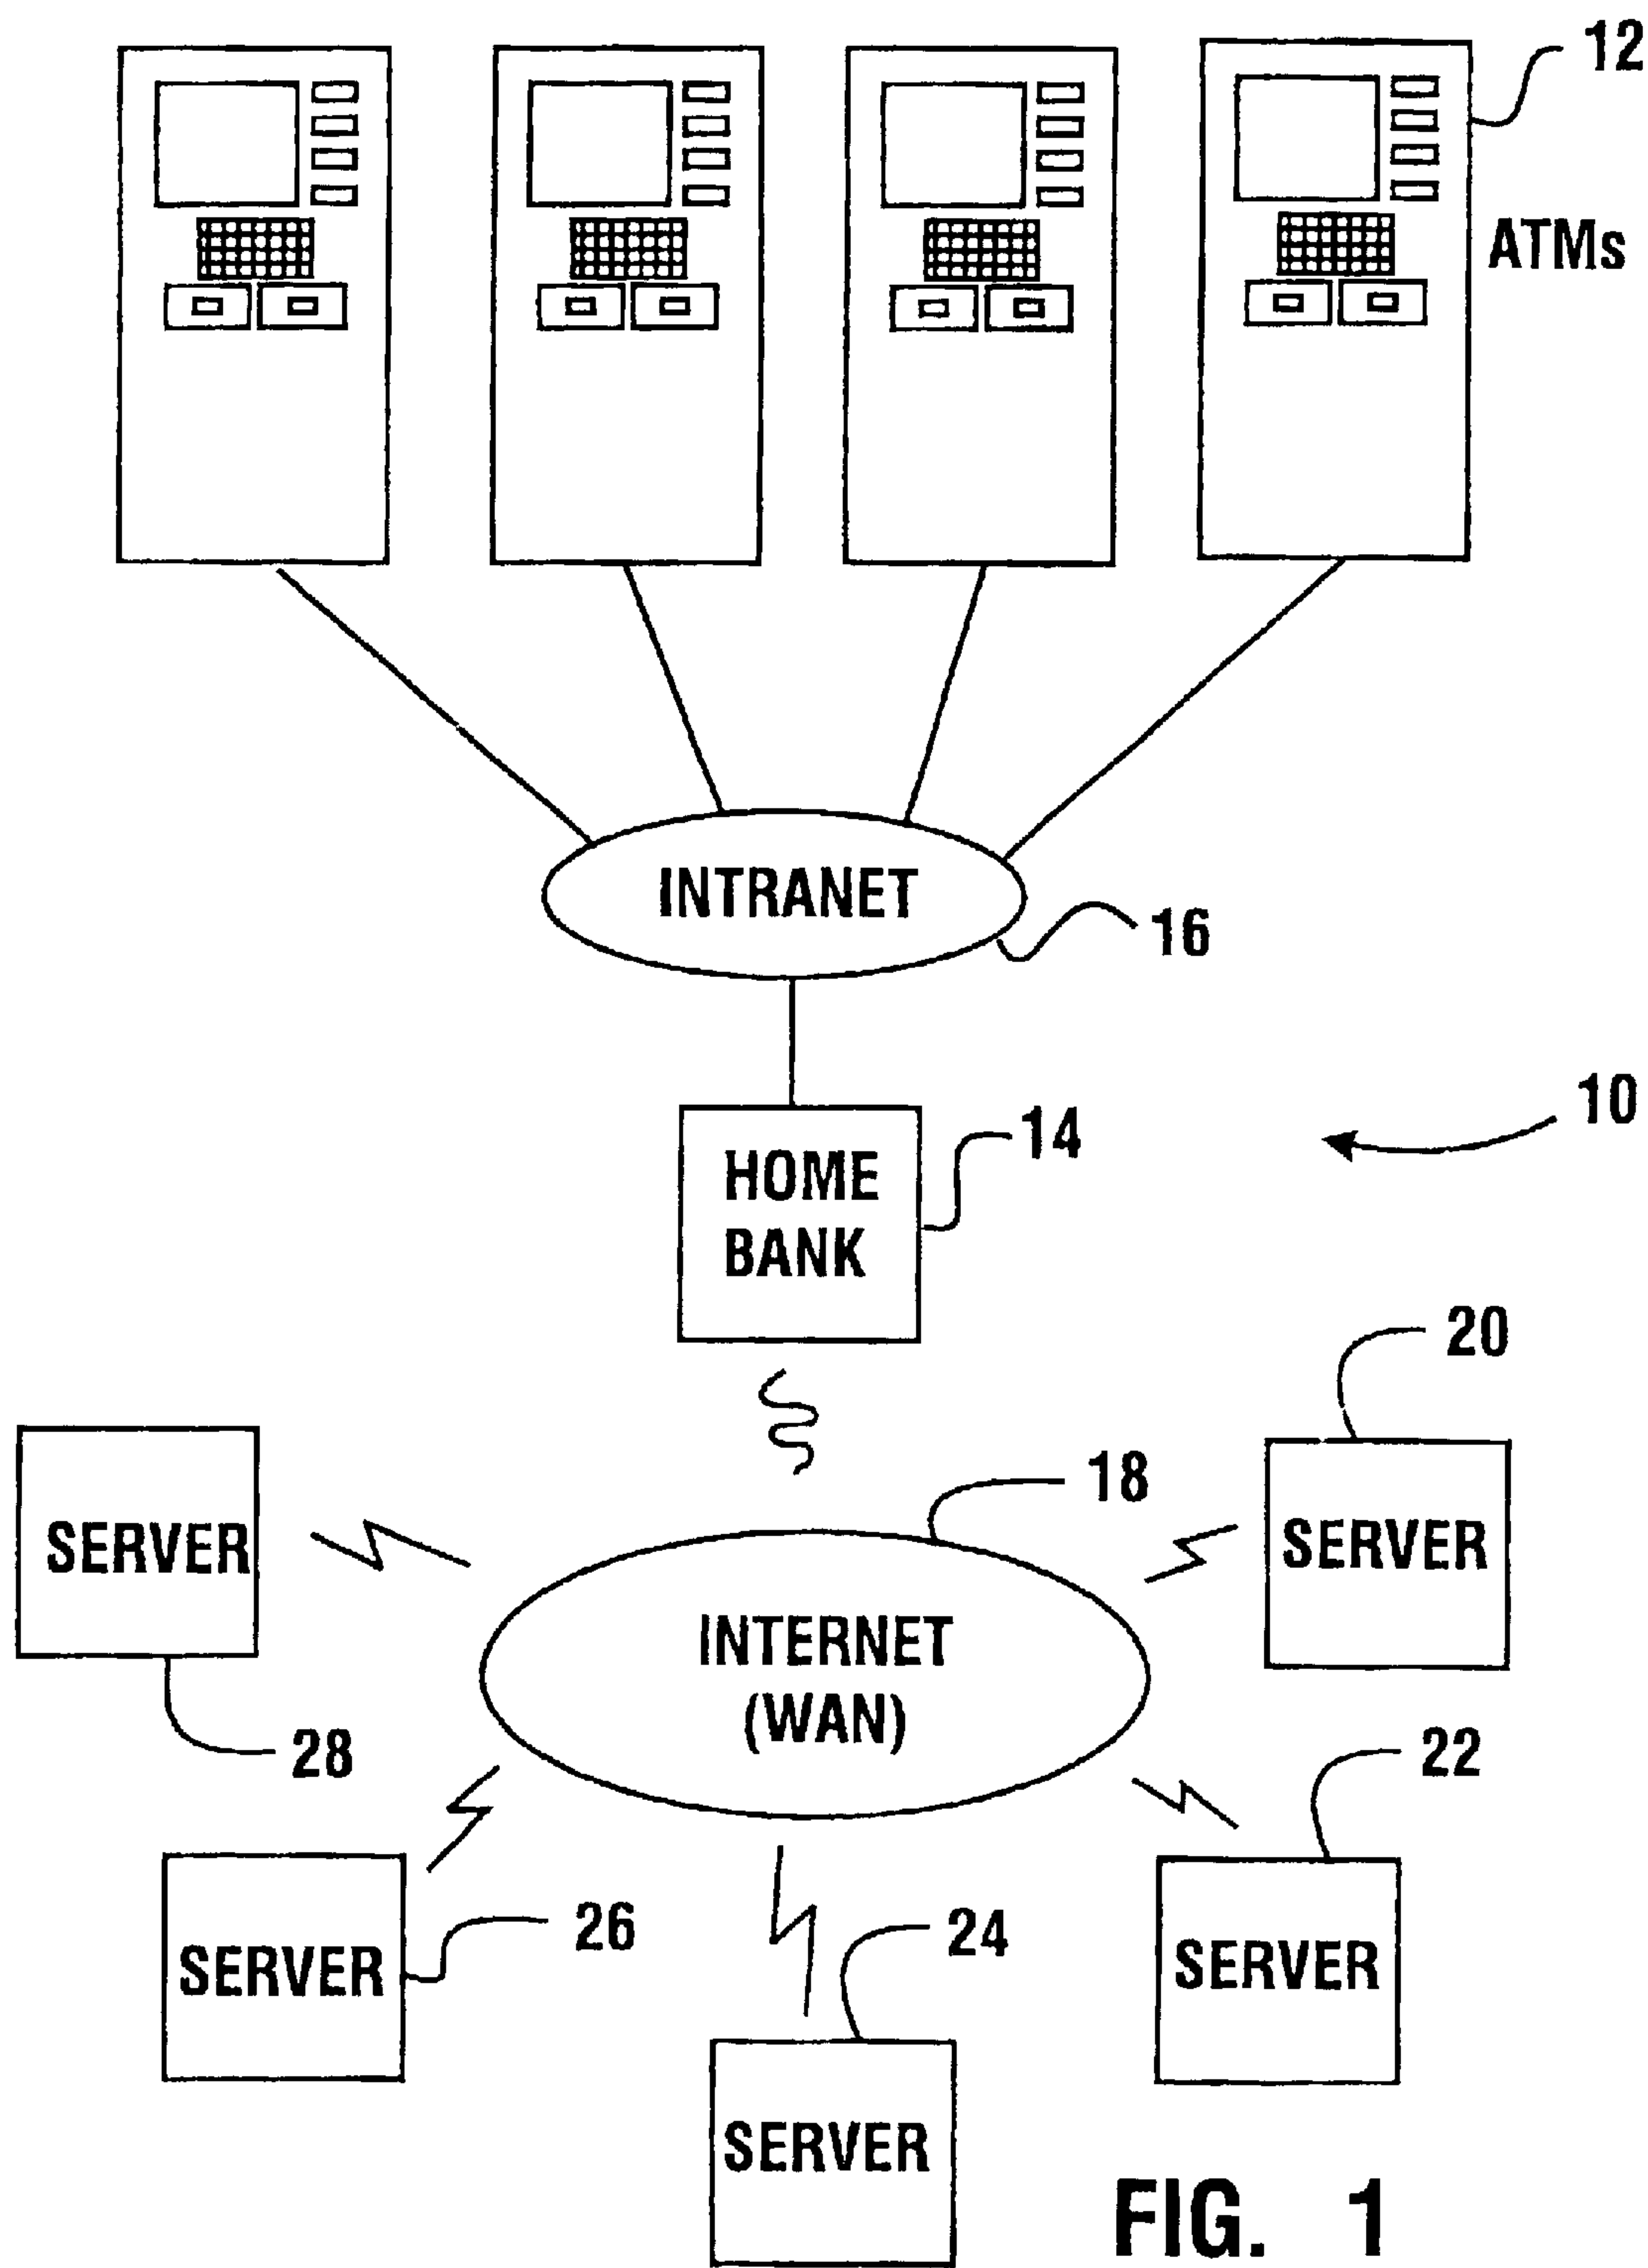 12
ATMs
INTRANET
16
10
14
HOME
BANK
20
18
SERVER
SERVER
INTERNET
(WAN)
28
22
26
24
SERVER
SERVER
SERVER
FIG. 1